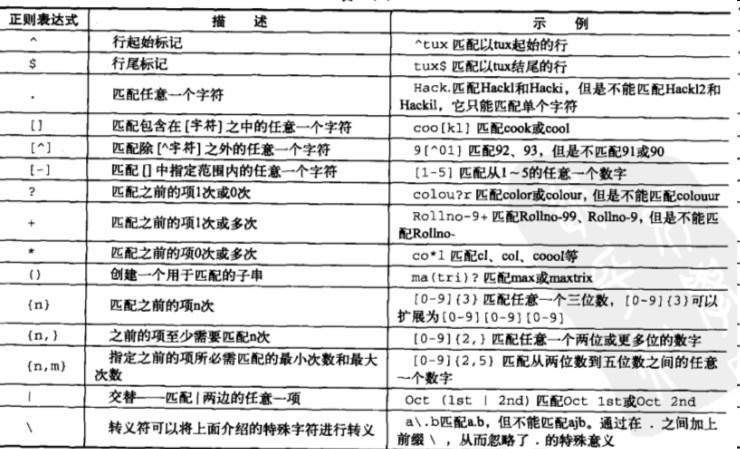 正则表达式 描 述 示 例
^ 行起始标记 ^tux 匹配以tux起始的行
$ 行尾标记 tux$ 匹配以tux结尾的行
. 匹配任意一个字符 Hack.匹配Hackl和Hacki，但是不能匹配Hackl2和
Hackil，它只能匹配单个字符
[] 匹配包含在[字符]之中的任意一个字符 coo[kl] 匹配cook或cool
[^] 匹配除[^字符]之外的任意一个字符 9[^01] 匹配92、93，但是不匹配91或90
[-] 匹配[]中指定范围内的任意一个字符 [1-5] 匹配从1～5的任意一个数字
? 匹配之前的项1次或0次 colou?r 匹配color或colour，但是不能匹配colouur
+ 匹配之前的项1次或多次 Rollno-9+ 匹配Rollno-99、Rollno-9，但是不能匹
配Rollno-
* 匹配之前的项0次或多次 co*l 匹配cl、col、coool等
() 创建一个用于匹配的子串 ma(tri)? 匹配max或maxtrix
{n} 匹配之前的项n次 [0-9]{3} 匹配任意一个三位数，[0-9]{3}可以
扩展为[0-9][0-9][0-9]
{n,} 之前的项至少需要匹配n次 [0-9]{2,} 匹配任意一个两位或更多位的数字
{n,m} 指定之前的项所必需匹配的最小次数和最大
次数 [0-9]{2,5} 匹配从两位数到五位数之间的任意
一个数字
| 交替——匹配|两边的任意一项 Oct (1st | 2nd) 匹配Oct 1st或Oct 2nd
\ 转义符可以将上面介绍的特殊字符进行转义 a\.b匹配a.b，但不能匹配ajb。通过在 . 之间加上
前缀 \ ，从而忽略了 . 的特殊意义